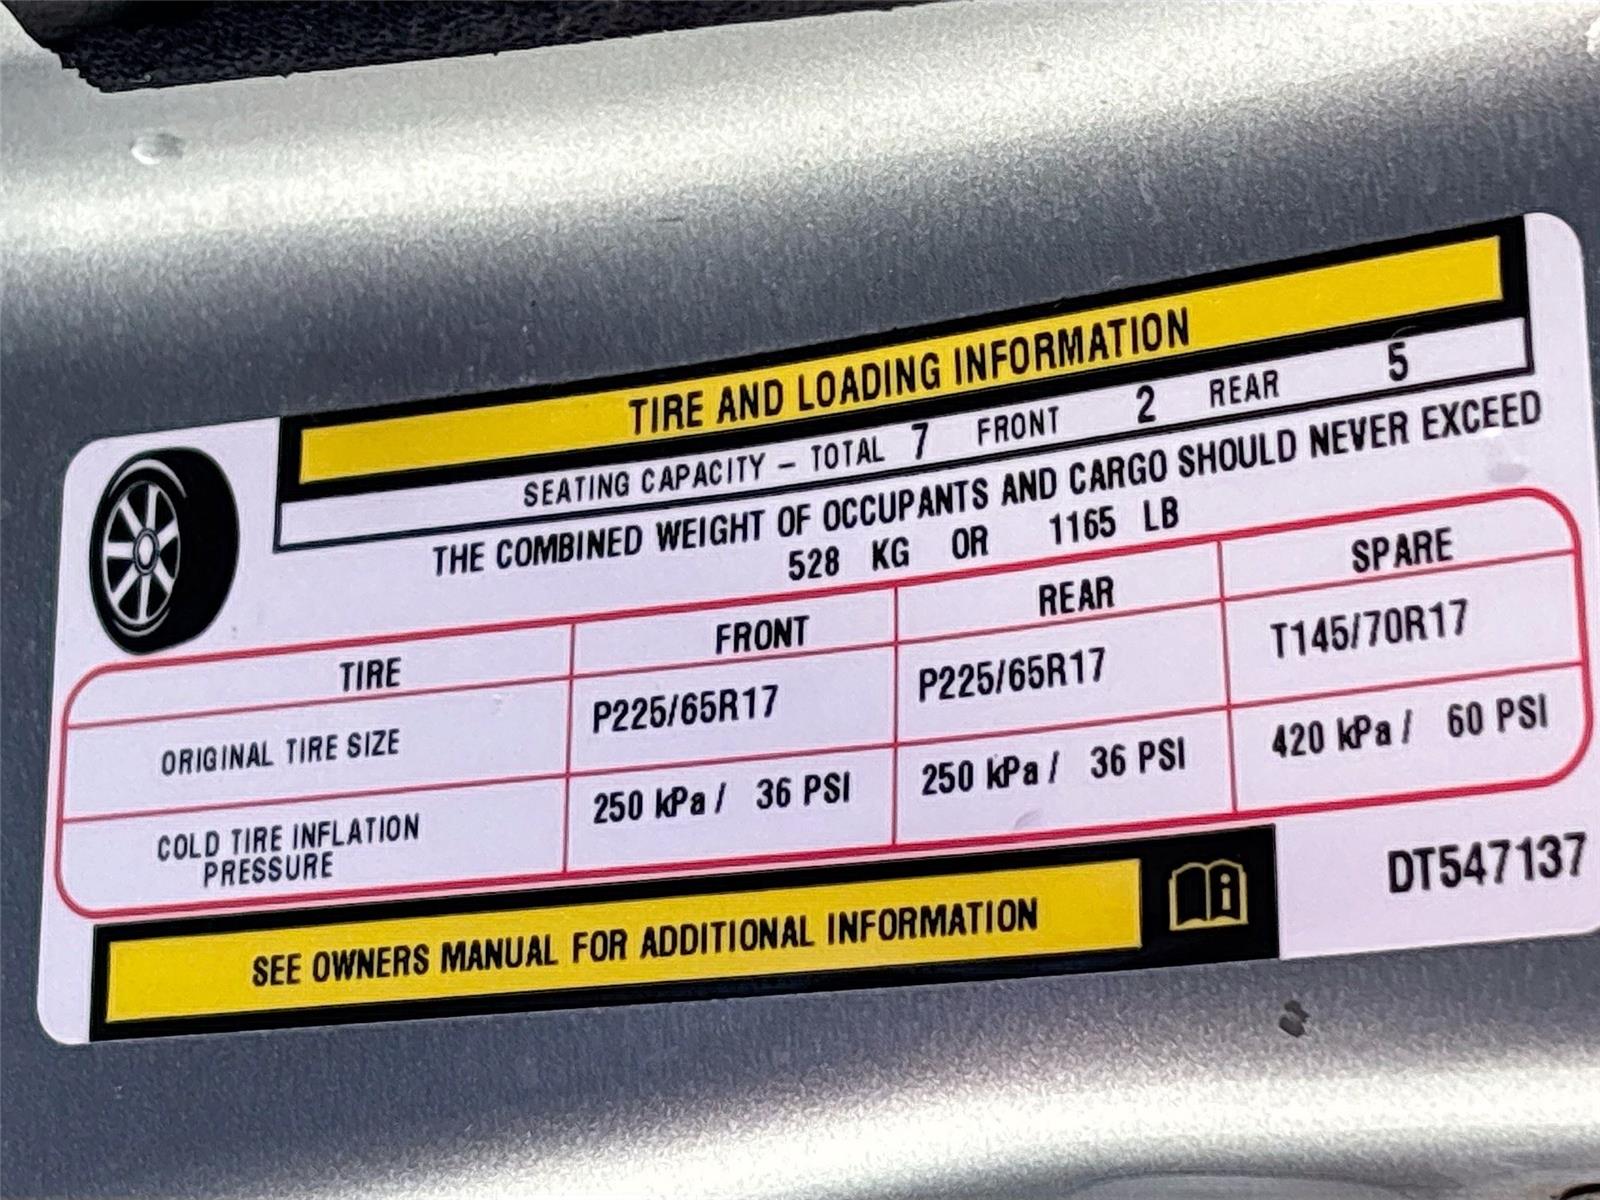 TIRE AND LOADING INFORMATION
SEATING CAPACITY – TOTAL 7 FRONT 2 REAR 5
THE COMBINED WEIGHT OF OCCUPANTS AND CARGO SHOULD NEVER EXCEED
528 KG OR 1165 LB
TIRE FRONT REAR SPARE
ORIGINAL TIRE SIZE P225/65R17 P225/65R17 T145/70R17
COLD TIRE INFLATION PRESSURE 250 kPa / 36 PSI 250 kPa / 36 PSI 420 kPa / 60 PSI
SEE OWNERS MANUAL FOR ADDITIONAL INFORMATION
DT547137